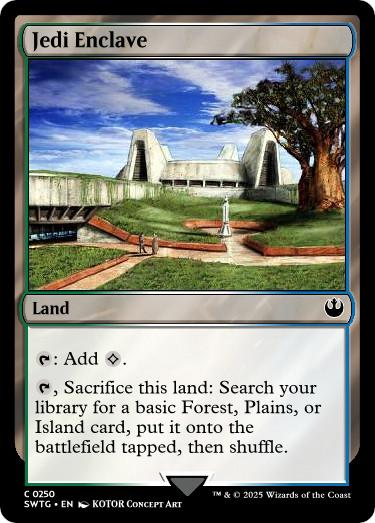 Jedi Enclave
Land
: Add .
, Sacrifice this land: Search your
library for a basic Forest, Plains, or
Island card, put it onto the
battlefield tapped, then shuffle.
C 0250
SWTG • EN KOTOR Concept Art
™ & © 2025 Wizards of the Coast